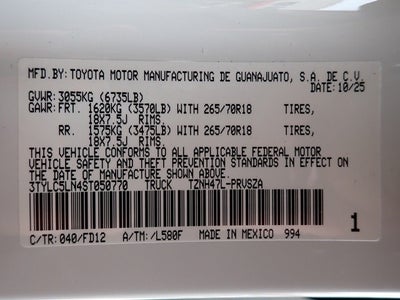 MFD.BY:TOYOTA MOTOR MANUFACTURING DE GUANAJUATO, S.A. DE C.V.
DATE:10/25
GVWR:3055KG (6735LB)
GAWR:FRT. 1620KG (3570LB) WITH 265/70R18 TIRES,
18X7.5J RIMS.
RR. 1575KG (3475LB) WITH 265/70R18 TIRES,
18X7.5J RIMS.
THIS VEHICLE CONFORMS TO ALL APPLICABLE FEDERAL MOTOR
VEHICLE SAFETY AND THEFT PREVENTION STANDARDS IN EFFECT
ON THE DATE OF MANUFACTURE SHOWN ABOVE.
3TYLC5LN4ST050770 TRUCK TZNH47L-PRVSZA
1
C/TR:040/FD12 A/TM:/L580F MADE IN MEXICO 994